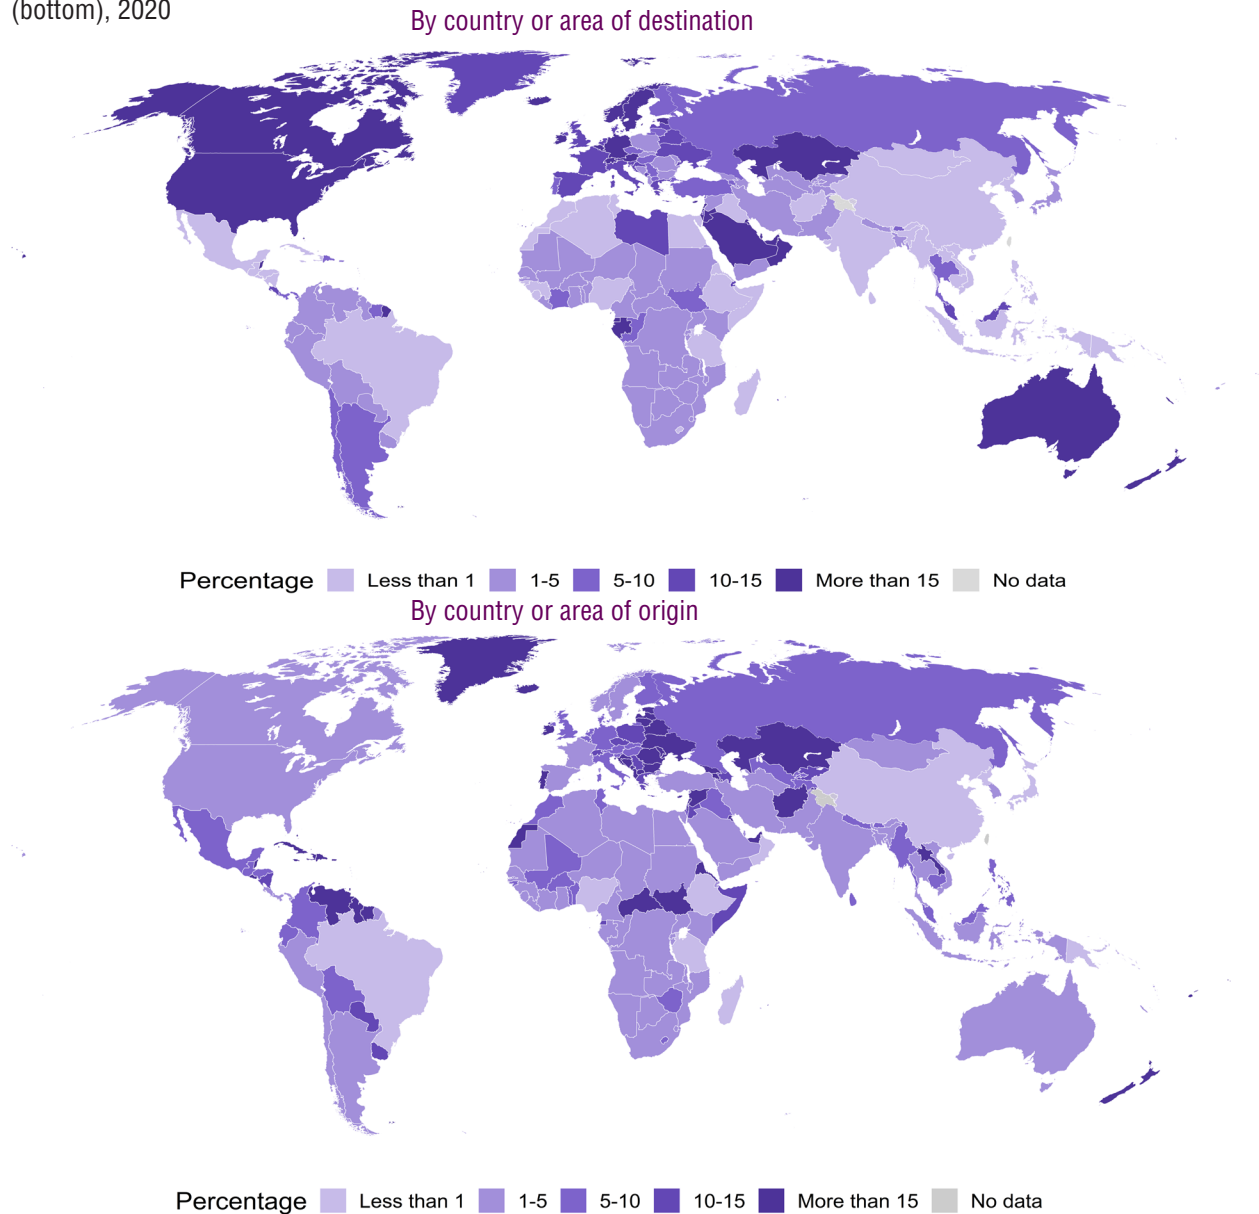 (bottom), 2020
By country or area of destination
Percentage Less than 1 1-5 5-10 10-15 More than 15 No data
By country or area of origin
Percentage Less than 1 1-5 5-10 10-15 More than 15 No data